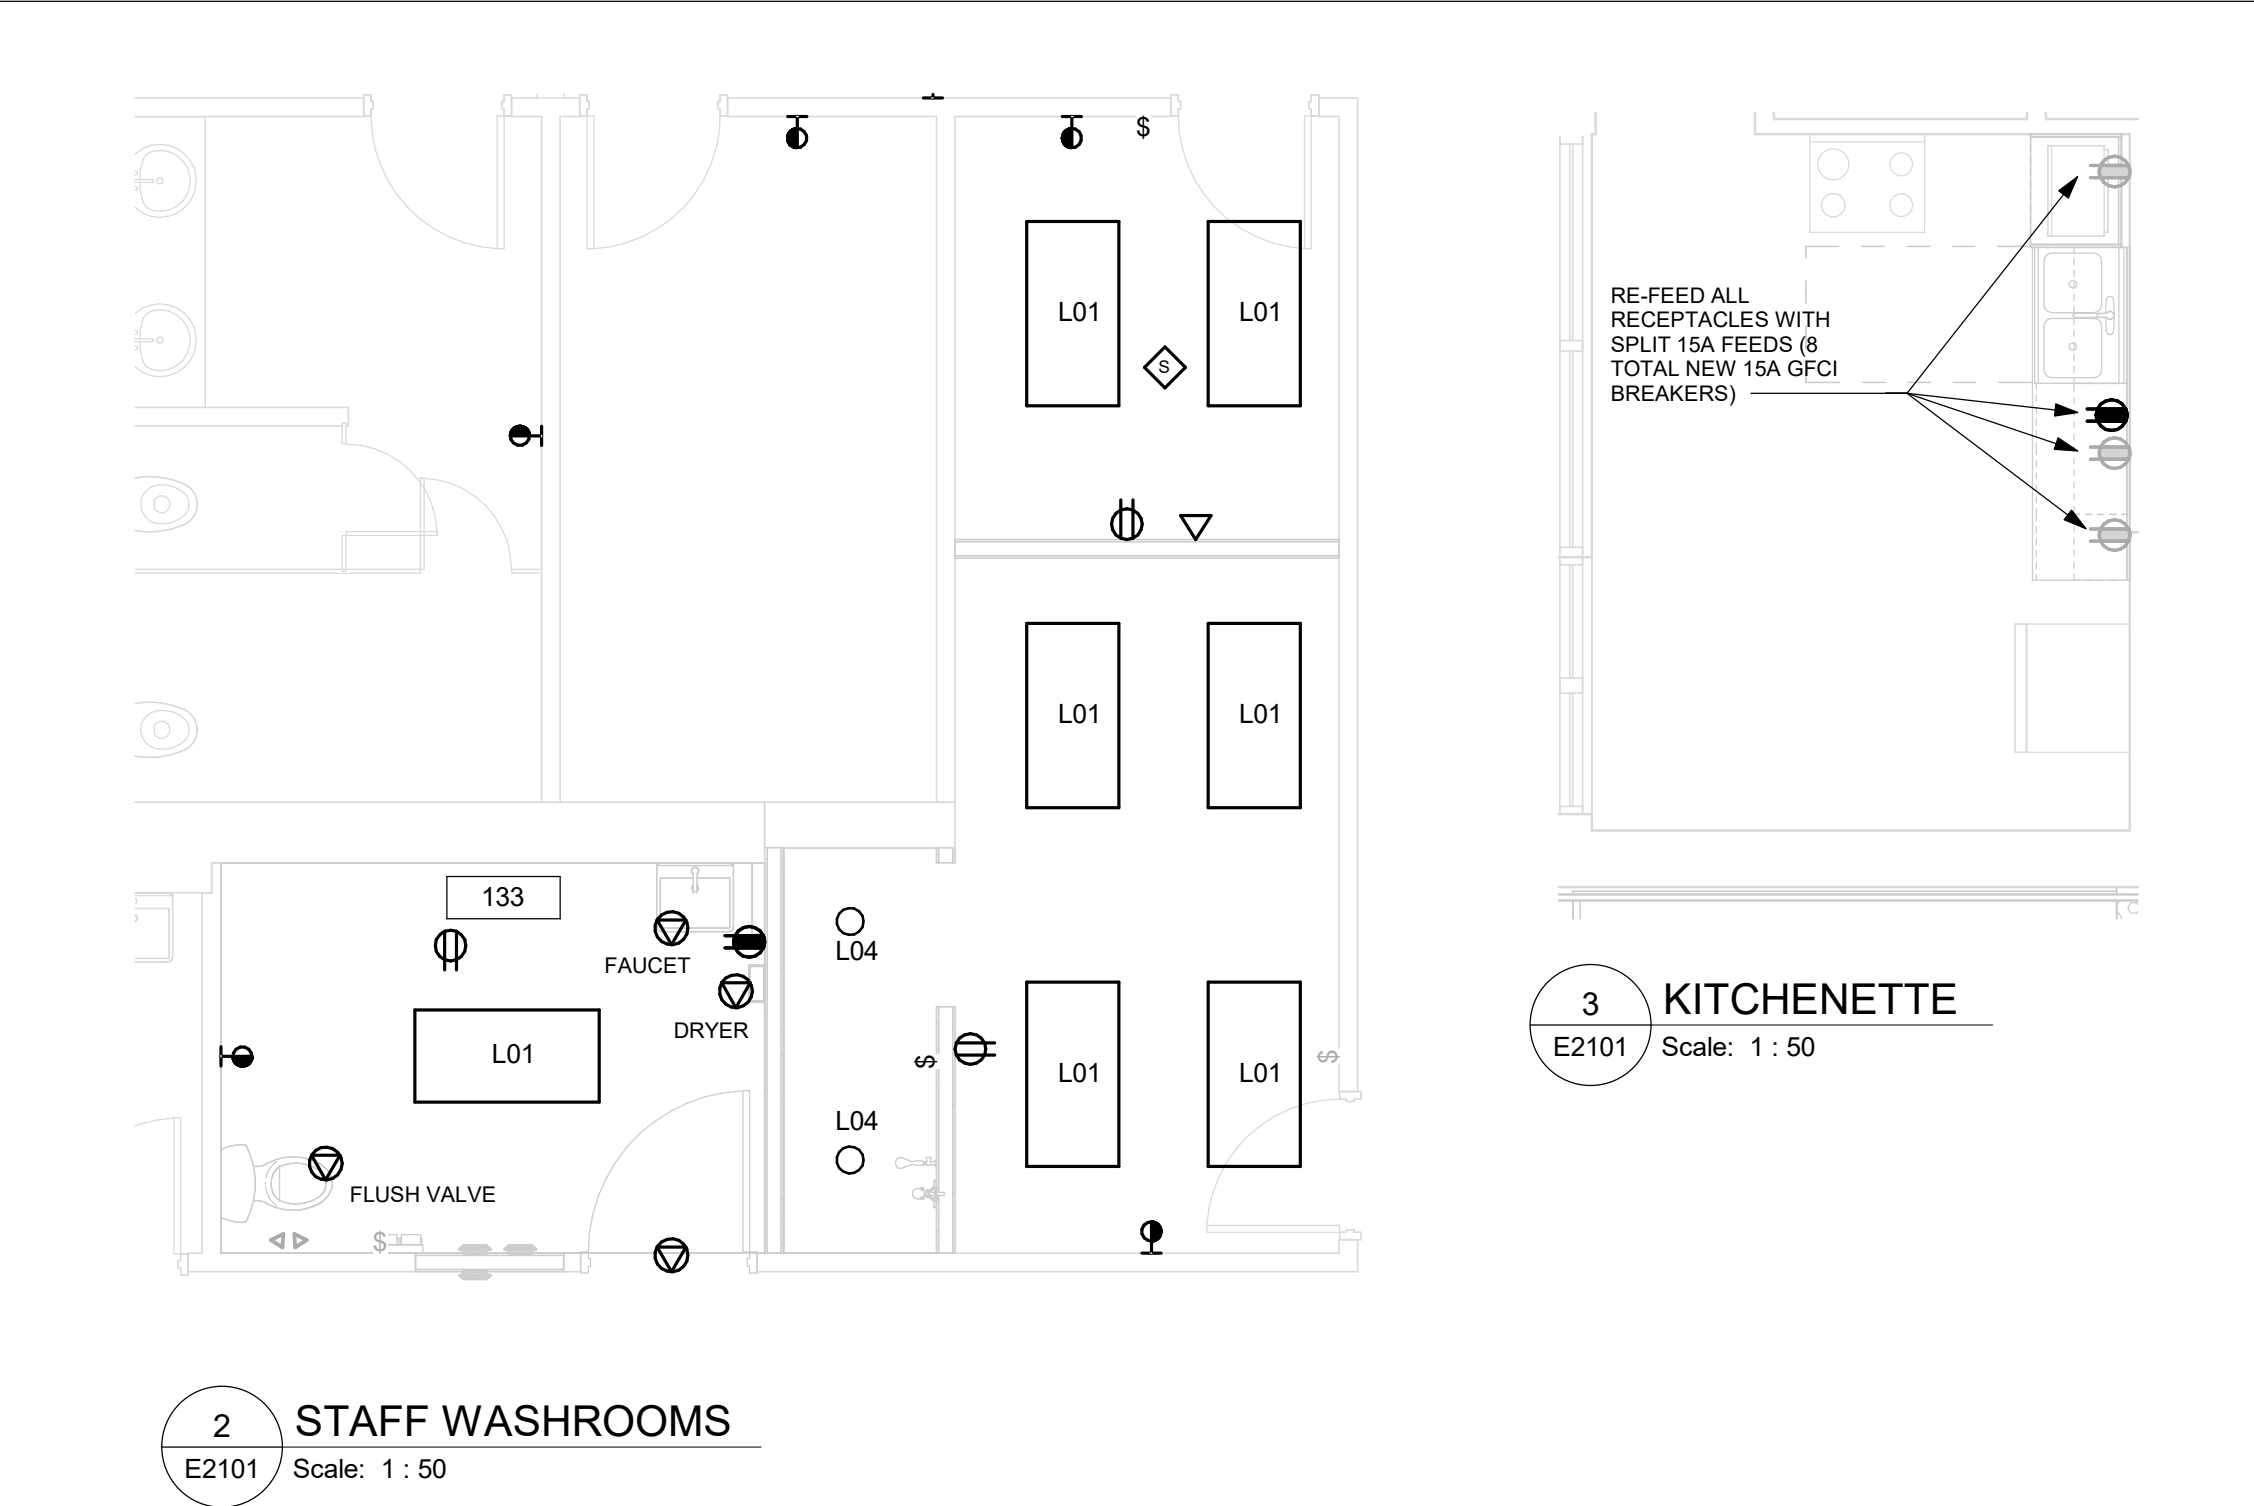 $
L01
L01
S
RE-FEED ALL
RECEPTACLES WITH
SPLIT 15A FEEDS (8
TOTAL NEW 15A GFCI
BREAKERS)
L01
L01
133
FAUCET
DRYER
L01
FLUSH VALVE
$
L04
L04
$
L01
L01
$
3
KITCHENETTE
E2101
Scale: 1 : 50
2
STAFF WASHROOMS
E2101
Scale: 1 : 50